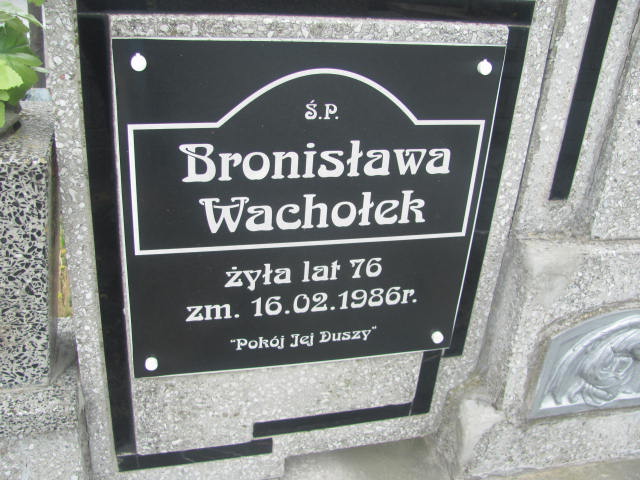 Ś.P.
Bronisława
Wachołek
żyła lat 76
zm. 16.02.1986r.
"Pokój Jej Duszy"